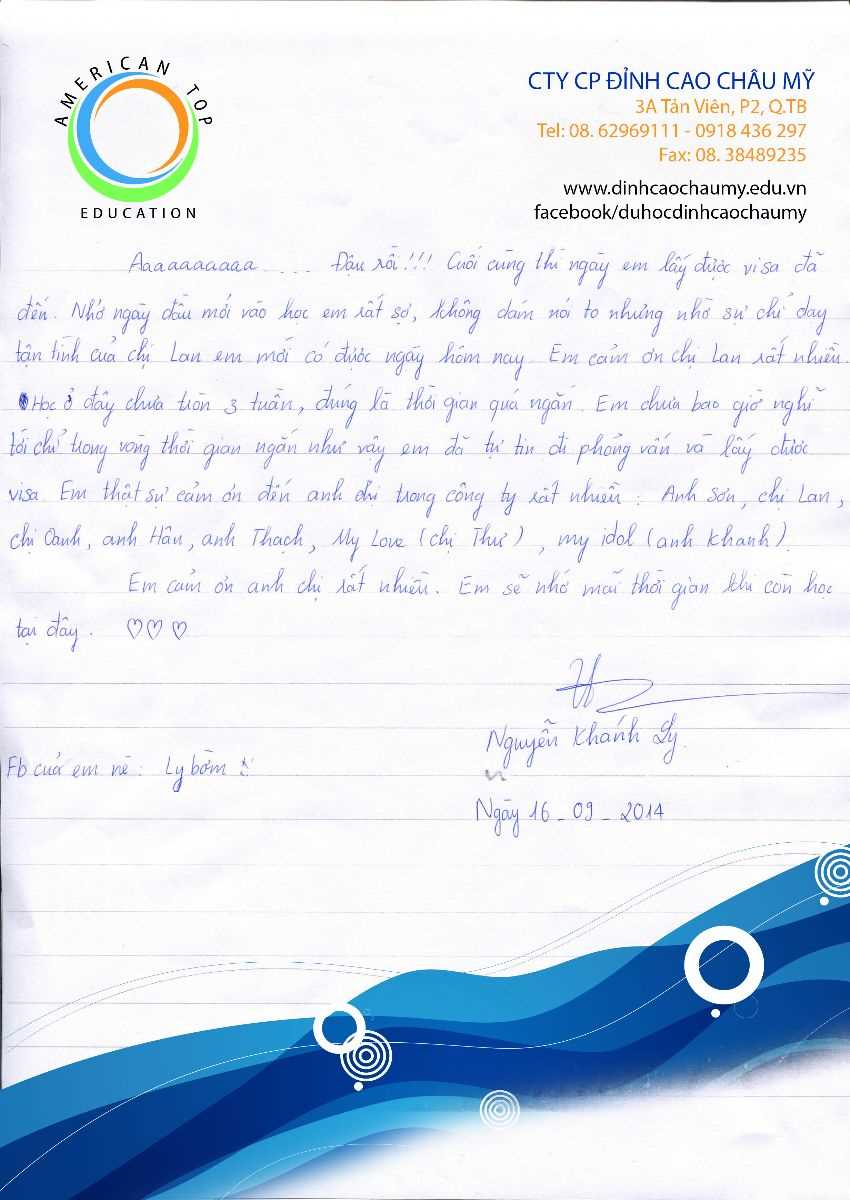 AMERICAN TOP
EDUCATION
CTY CP ĐỈNH CAO CHÂU MỸ
3A Tản Viên, P2, Q.TB
Tel: 08. 62969111 - 0918 436 297
Fax: 08. 38489235
www.dinhcaochaumy.edu.vn
facebook/duhocdinhcaochaumy
Aaaaaaaaaa.... Đậu rồi!!! Cuối cùng thì ngày em lấy được visa đã
đến. Nhớ ngày đầu mới vào học em rất sợ, không dám nói to nhưng nhờ sự chỉ dạy
tận tình của chị Lan em mới có được ngày hôm nay. Em cảm ơn chị Lan rất nhiều.
Học ở đây chưa tròn 3 tuần, đúng là thời gian quá ngắn. Em chưa bao giờ nghĩ
tới chỉ trong vòng thời gian ngắn như vậy em đã tự tin đi phỏng vấn và lấy được
visa. Em thật sự cảm ơn đến anh chị trong công ty rất nhiều: Anh Sơn, chị Lan,
chị Oanh, anh Hân, anh Thạch, My Love (chị Thư), my idol (anh Khanh).
Em cảm ơn anh chị rất nhiều. Em sẽ nhớ mãi thời gian khi còn học
tại đây. ♡♡♡
Nguyễn Khánh Ly.
Fb của em nè: Ly bờm :)
Ngày 16_09_2014